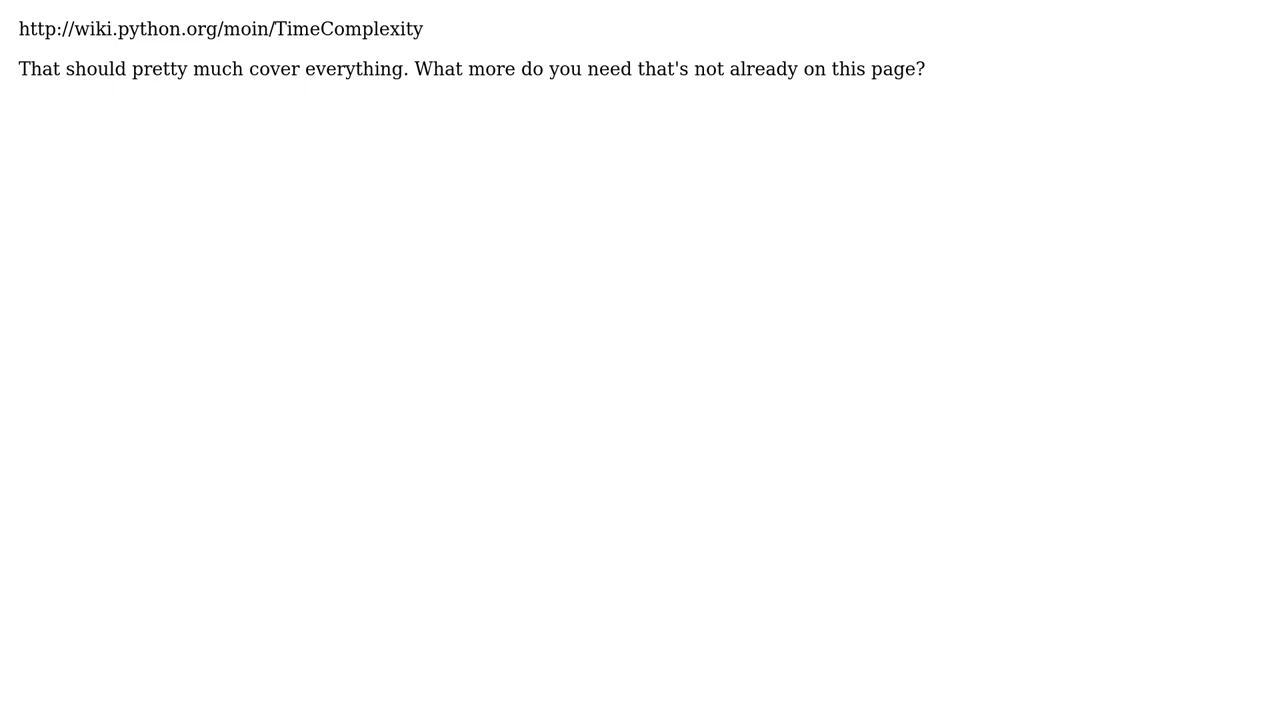 http://wiki.python.org/moin/TimeComplexity
That should pretty much cover everything. What more do you need that's not already on this page?